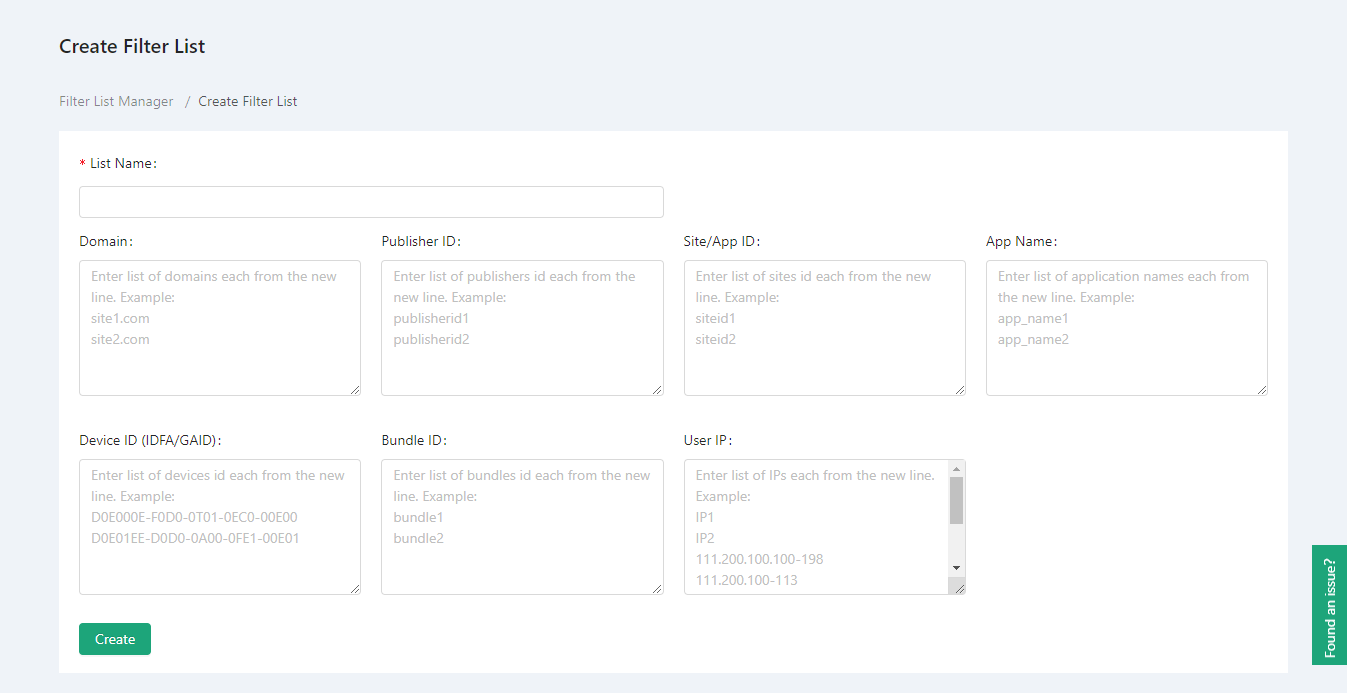 Create Filter List
Filter List Manager / Create Filter List
* List Name:
Domain:
Enter list of domains each from the new
line. Example:
site1.com
site2.com
Publisher ID:
Enter list of publishers id each from the
new line. Example:
publisherid1
publisherid2
Site/App ID:
Enter list of sites id each from the new
line. Example:
siteid1
siteid2
App Name:
Enter list of application names each from
the new line. Example:
app_name1
app_name2
Device ID (IDFA/GAID):
Enter list of devices id each from the new
line. Example:
D0E000E-F0D0-0T01-0EC0-00E00
D0E01EE-D0D0-0A00-0FE1-00E01
Bundle ID:
Enter list of bundles id each from the new
line. Example:
bundle1
bundle2
User IP:
Enter list of IPs each from the new line.
Example:
IP1
IP2
111.200.100.100-198
111.200.100-113
Create
Found an issue?